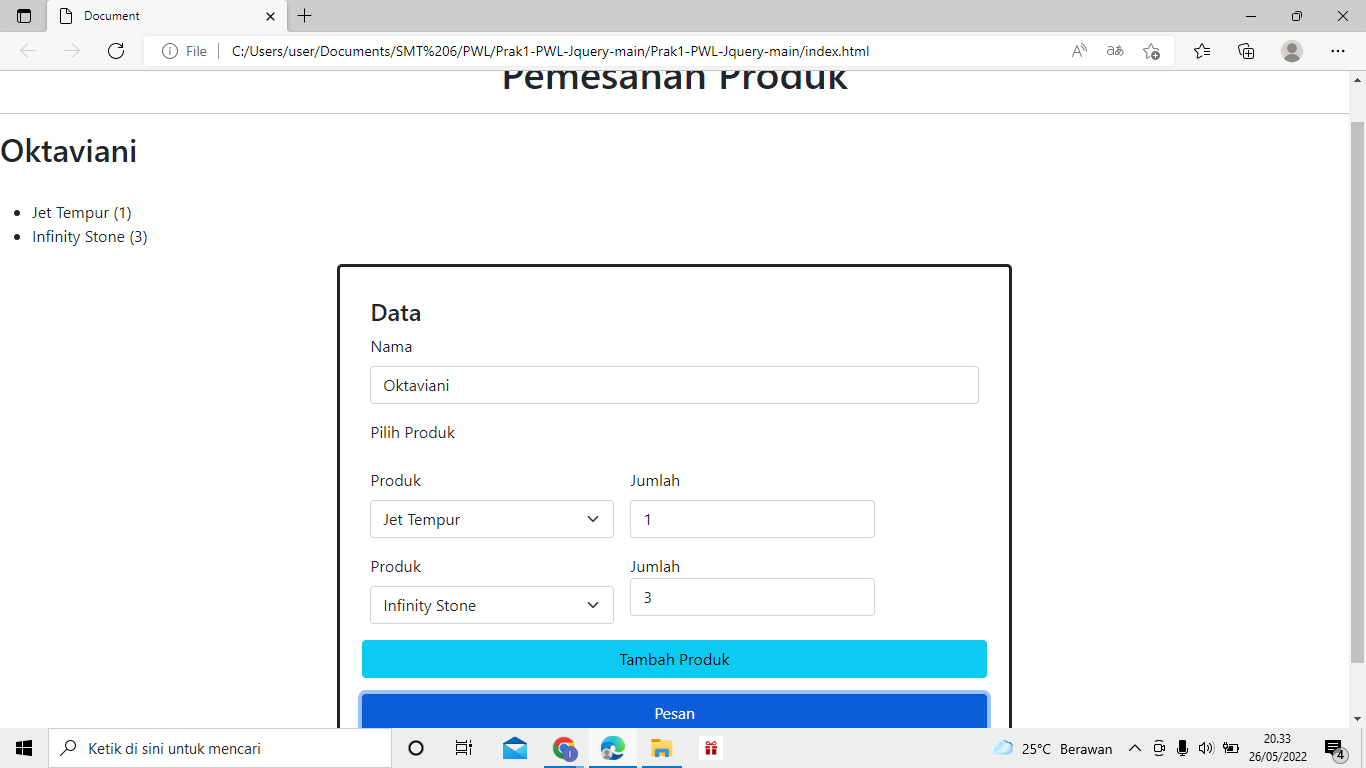 Document
File C:/Users/user/Documents/SMT%206/PWL/Prak1-PWL-Jquery-main/Prak1-PWL-Jquery-main/index.html
Pemesanan Produk
Oktaviani
Jet Tempur (1)
Infinity Stone (3)
Data
Nama
Oktaviani
Pilih Produk
Produk Jumlah
Jet Tempur 1
Produk Jumlah
Infinity Stone 3
Tambah Produk
Pesan
Ketik di sini untuk mencari
25°C Berawan
20.33
26/05/2022
4